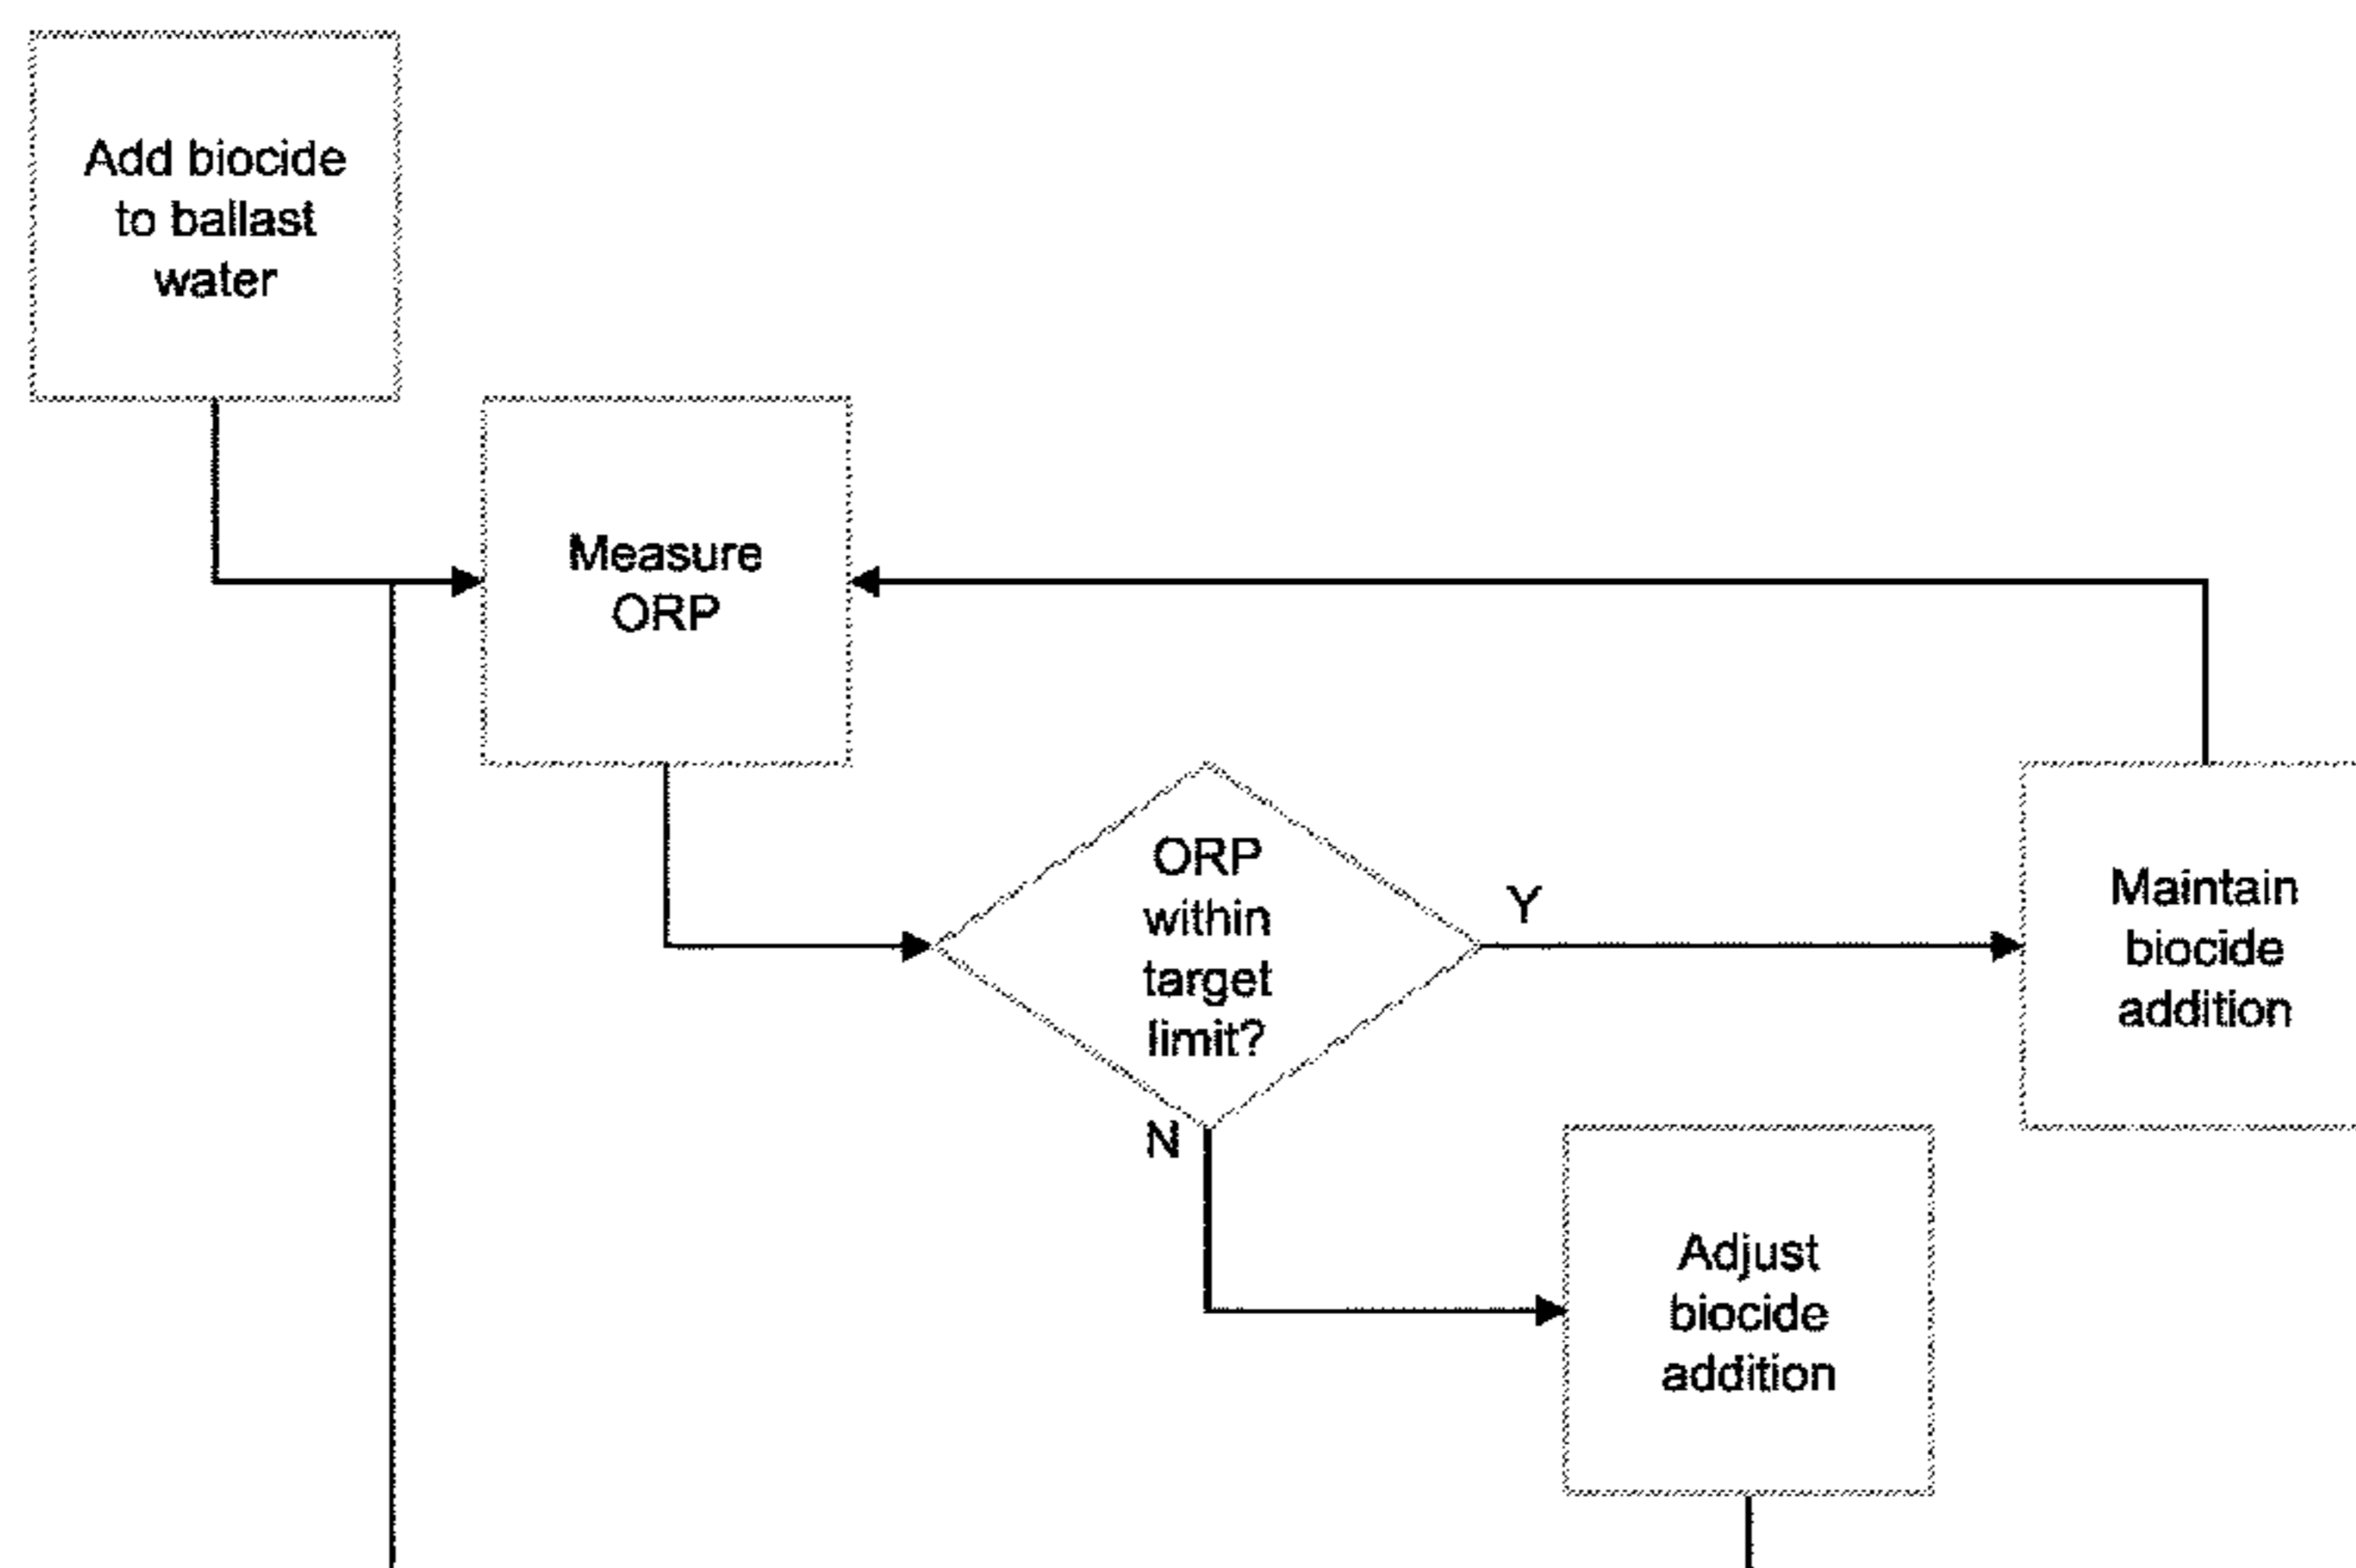 Add biocide
to ballast
water
Measure
ORP
ORP
within
target
limit?
Y
Maintain
biocide
addition
N
Adjust
biocide
addition